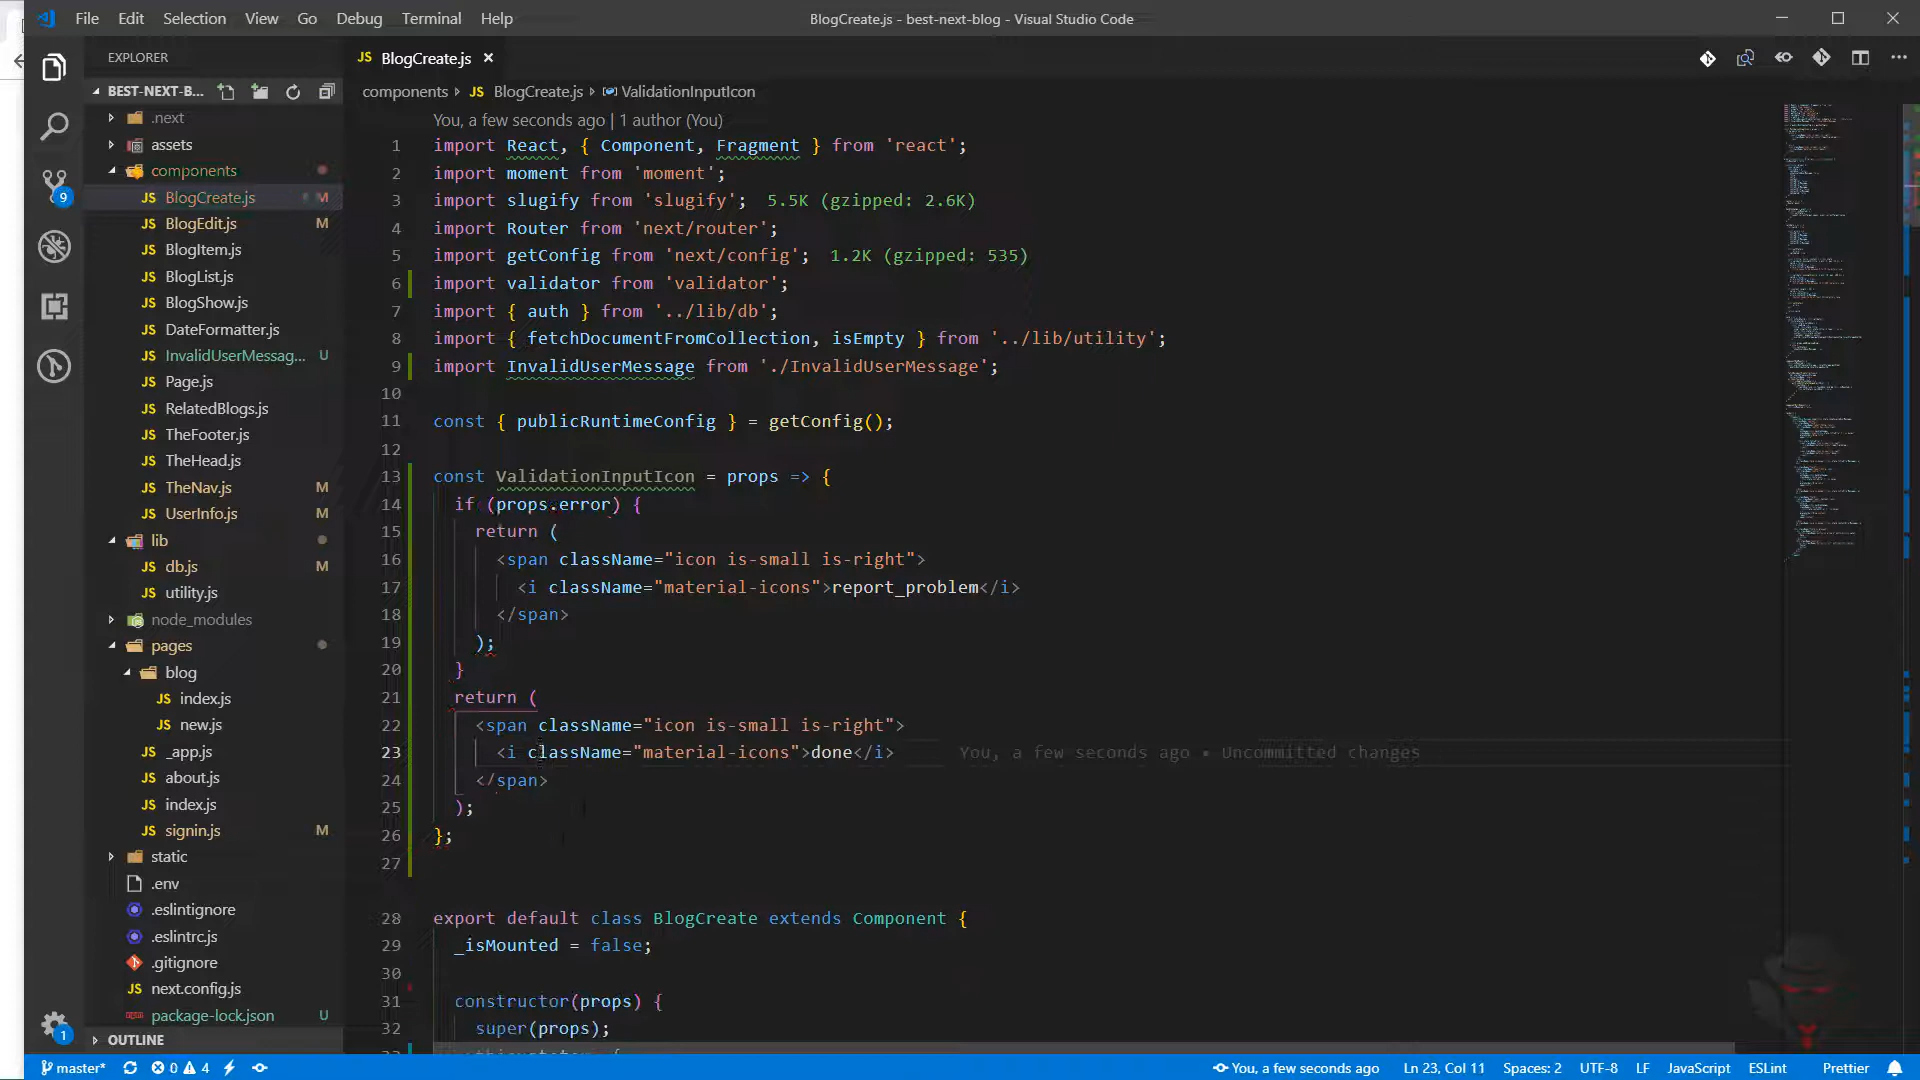 File Edit Selection View Go Debug Terminal Help
BlogCreate.js - best-next-blog - Visual Studio Code
EXPLORER
BEST-NEXT-B...
.next
assets
components
JS BlogCreate.js M
JS BlogEdit.js M
JS BlogItem.js
JS BlogList.js
JS BlogShow.js
JS DateFormatter.js
JS InvalidUserMessag... U
JS Page.js
JS RelatedBlogs.js
JS TheFooter.js
JS TheHead.js
JS TheNav.js M
JS UserInfo.js M
lib
JS db.js M
JS utility.js
node_modules
pages
blog
JS index.js
JS new.js
JS _app.js
JS about.js
JS index.js
JS signin.js M
static
.env
.eslintignore
.eslintrc.js
.gitignore
JS next.config.js
package-lock.json U
OUTLINE
9
1
JS BlogCreate.js
components JS BlogCreate.js ValidationInputIcon
You, a few seconds ago | 1 author (You)
1 import React, { Component, Fragment } from 'react';
2 import moment from 'moment';
3 import slugify from 'slugify'; 5.5K (gzipped: 2.6K)
4 import Router from 'next/router';
5 import getConfig from 'next/config'; 1.2K (gzipped: 535)
6 import validator from 'validator';
7 import { auth } from '../lib/db';
8 import { fetchDocumentFromCollection, isEmpty } from '../lib/utility';
9 import InvalidUserMessage from './InvalidUserMessage';
10
11 const { publicRuntimeConfig } = getConfig();
12
13 const ValidationInputIcon = props => {
14 if (props.error) {
15 return (
16 <span className="icon is-small is-right">
17 <i className="material-icons">report_problem</i>
18 </span>
19 );
20 }
21 return (
22 <span className="icon is-small is-right">
23 <i className="material-icons">done</i> You, a few seconds ago • Uncommitted changes
24 </span>
25 );
26 };
27
28 export default class BlogCreate extends Component {
29 _isMounted = false;
30
31 constructor(props) {
32 super(props);
master* 0 4 You, a few seconds ago Ln 23, Col 11 Spaces: 2 UTF-8 LF JavaScript ESLint Prettier